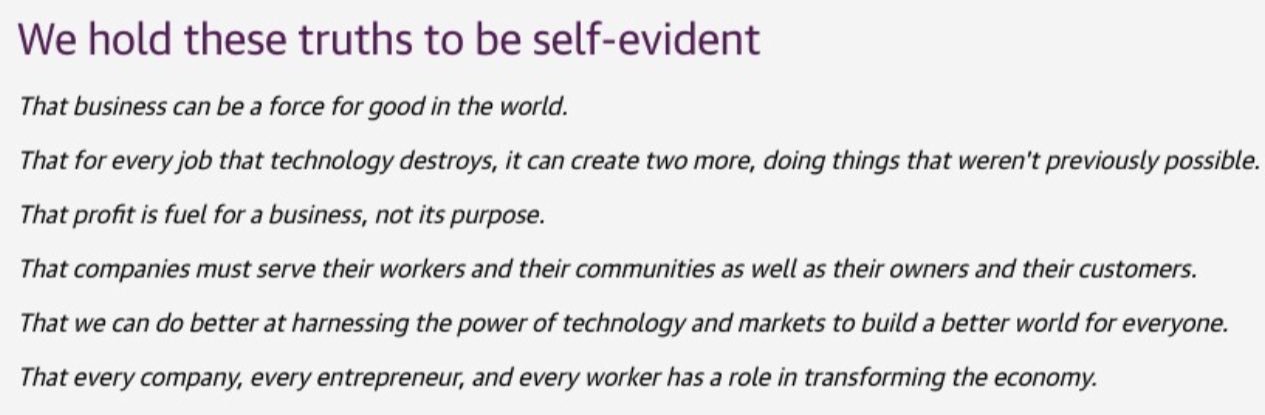 We hold these truths to be self-evident
That business can be a force for good in the world.
That for every job that technology destroys, it can create two more, doing things that weren't previously possible.
That profit is fuel for a business, not its purpose.
That companies must serve their workers and their communities as well as their owners and their customers.
That we can do better at harnessing the power of technology and markets to build a better world for everyone.
That every company, every entrepreneur, and every worker has a role in transforming the economy.